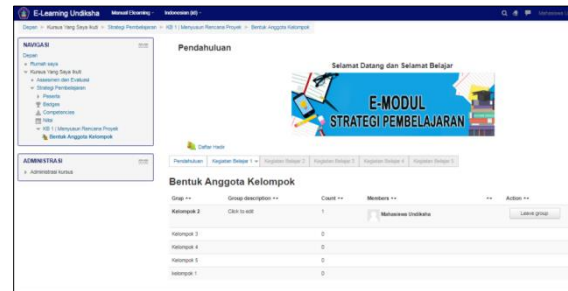 E-Learning Undiksha Manual Elearning Indonesian (id) Mahasiswa U
Depan > Kursus Yang Saya Ikuti > Strategi Pembelajaran > KB 1 | Menyusun Rencana Proyek > Bentuk Anggota Kelompok
NAVIGASI
Depan
Rumah saya
Kursus Yang Saya Ikuti
Asesmen dan Evaluasi
Strategi Pembelajaran
Peserta
Badges
Competencies
Nilai
KB 1 | Menyusun Rencana Proyek
Bentuk Anggota Kelompok
ADMINISTRASI
Administrasi kursus
Pendahuluan
Selamat Datang dan Selamat Belajar
E-MODUL
STRATEGI PEMBELAJARAN
Daftar Hadir
Pendahuluan Kegiatan Belajar 1 Kegiatan Belajar 2 Kegiatan Belajar 3 Kegiatan Belajar 4 Kegiatan Belajar 5
Bentuk Anggota Kelompok
Grup Group description Count Members Action
Kelompok 2 Click to edit 1 Mahasiswa Undiksha Leave group
Kelompok 3 0
Kelompok 4 0
Kelompok 5 0
kelompok 1 0